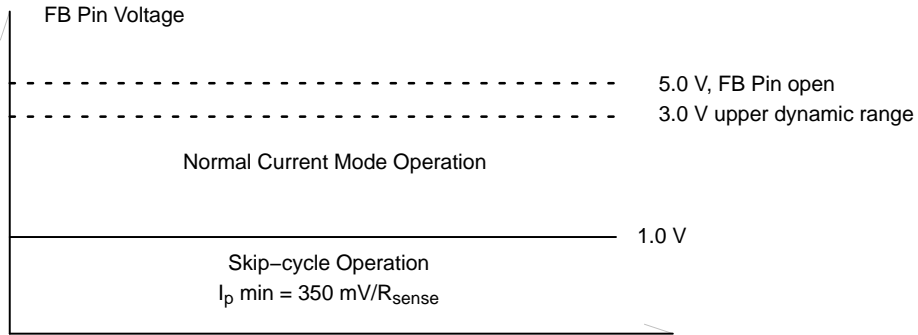 FB Pin Voltage
5.0 V, FB Pin open
3.0 V upper dynamic range
Normal Current Mode Operation
1.0 V
Skip−cycle Operation
Ip min = 350 mV/Rsense